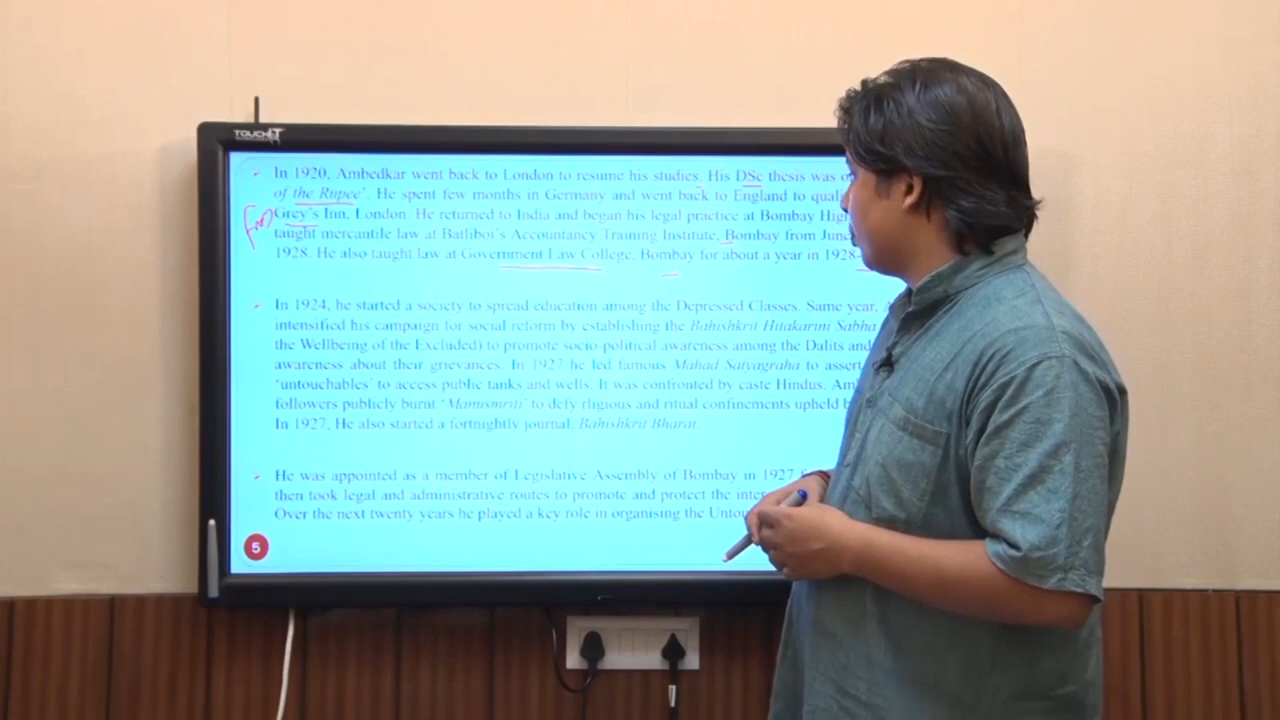 TOUCHIT
In 1920, Ambedkar went back to London to resume his studies. His DSc thesis was
of the Rupee'. He spent few months in Germany and went back to England to
Grey's Inn, London. He returned to India and began his legal practice at Bombay
taught mercantile law at Batliboi's Accountancy Training Institute, Bombay from June
1928. He also taught law at Government Law College, Bombay for about a year in 1928
In 1924, he started a society to spread education among the Depressed Classes. Same year,
intensified his campaign for social reform by establishing the Bahishkrit Hitakarini Sabha
the Wellbeing of the Excluded) to promote socio political awareness among the Dalits and
awareness about their grievances. In 1927 he led famous Mahad Satyagraha to assert
'untouchables' to access public tanks and wells. It was confronted by caste Hindus.
followers publicly burnt 'Manusmriti' to defy rligious and ritual confinements upheld
In 1927, He also started a fortnightly journal, Bahishkrit Bharat.
He was appointed as a member of Legislative Assembly of Bombay in 1927
then took legal and administrative routes to promote and protect the
Over the next twenty years he played a key role in organising the
5